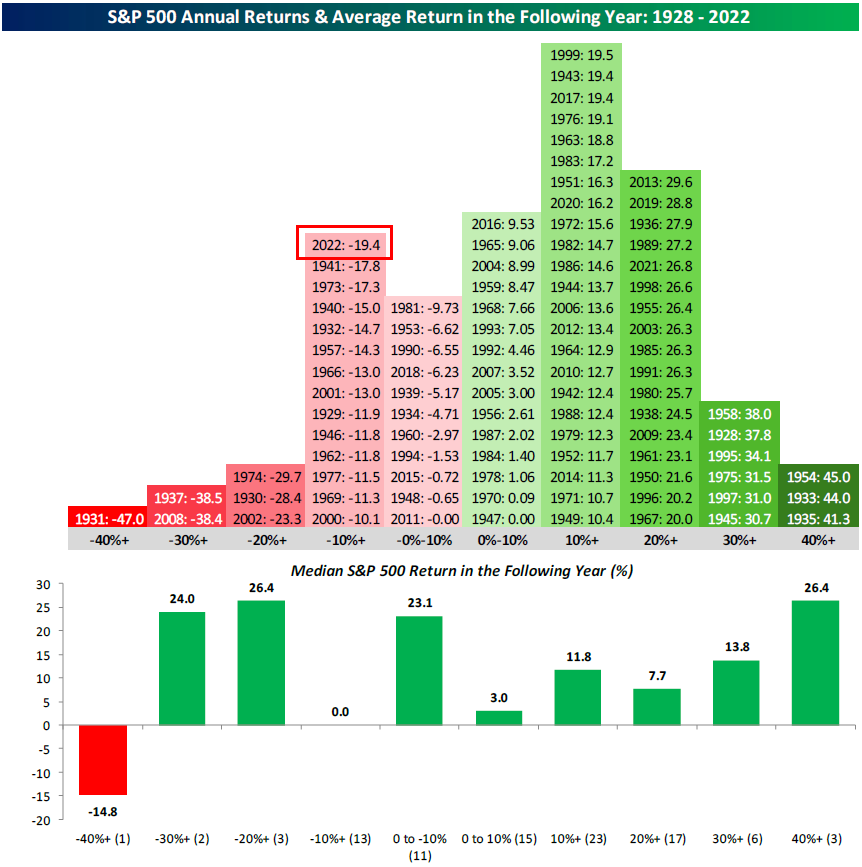 S&P 500 Annual Returns & Average Return in the Following Year: 1928 - 2022
1999: 19.5
1943: 19.4
2017: 19.4
1976: 19.1
1963: 18.8
1983: 17.2
1951: 16.3 2013: 29.6
2020: 16.2 2019: 28.8
2016: 9.53 1972: 15.6 1936: 27.9
2022: -19.4 1965: 9.06 1982: 14.7 1989: 27.2
1941: -17.8 2004: 8.99 1986: 14.6 2021: 26.8
1973: -17.3 1959: 8.47 1944: 13.7 1998: 26.6
1940: -15.0 1981: -9.73 1968: 7.66 2006: 13.6 1955: 26.4
1932: -14.7 1953: -6.62 1993: 7.05 2012: 13.4 2003: 26.3
1957: -14.3 1990: -6.55 1992: 4.46 1964: 12.9 1985: 26.3
1966: -13.0 2018: -6.23 2007: 3.52 2010: 12.7 1991: 26.3
2001: -13.0 1939: -5.17 2005: 3.00 1942: 12.4 1980: 25.7
1929: -11.9 1934: -4.71 1956: 2.61 1988: 12.4 1938: 24.5 1958: 38.0
1946: -11.8 1960: -2.97 1987: 2.02 1979: 12.3 2009: 23.4 1928: 37.8
1962: -11.8 1994: -1.53 1984: 1.40 1952: 11.7 1961: 23.1 1995: 34.1
1974: -29.7 1977: -11.5 2015: -0.72 1978: 1.06 2014: 11.3 1950: 21.6 1975: 31.5 1954: 45.0
1937: -38.5 1930: -28.4 1969: -11.3 1948: -0.65 1970: 0.09 1971: 10.7 1996: 20.2 1997: 31.0 1933: 44.0
1931: -47.0 2008: -38.4 2002: -23.3 2000: -10.1 2011: -0.00 1947: 0.00 1949: 10.4 1967: 20.0 1945: 30.7 1935: 41.3
-40%+ -30%+ -20%+ -10%+ -0%-10% 0%-10% 10%+ 20%+ 30%+ 40%+
Median S&P 500 Return in the Following Year (%)
30
25
20
15
10
5
0
-5
-10
-15
-20
-14.8
24.0
26.4
0.0
23.1
3.0
11.8
7.7
13.8
26.4
-40%+ (1)
-30%+ (2)
-20%+ (3)
-10%+ (13)
0 to -10%
(11)
0 to 10% (15)
10%+ (23)
20%+ (17)
30%+ (6)
40%+ (3)